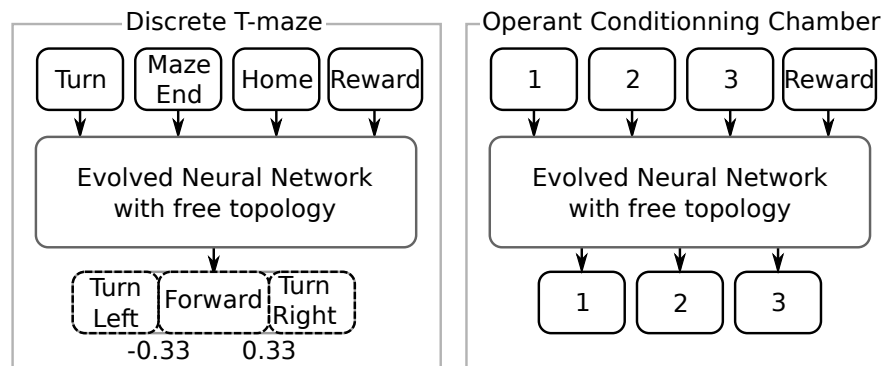 Discrete T-maze
Turn
Maze
End
Home
Reward
Evolved Neural Network
with free topology
Turn
Left
Forward
Turn
Right
-0.33
0.33
Operant Conditionning Chamber
1
2
3
Reward
Evolved Neural Network
with free topology
1
2
3